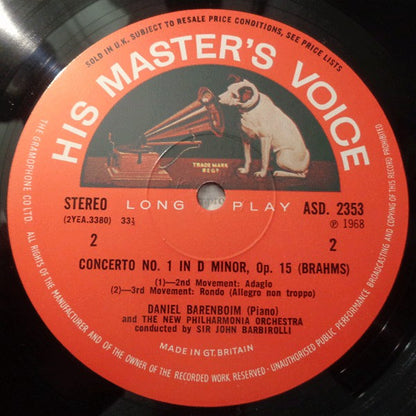 SOLD IN U.K. SUBJECT TO RESALE PRICE CONDITIONS, SEE PRICE LISTS
HIS MASTER'S VOICE
TRADE MARK
REGD
STEREO
(2YEA.3380) 33⅓
LONG PLAY
ASD. 2353
℗ 1968
2
2
CONCERTO NO. 1 IN D MINOR, Op. 15 (BRAHMS)
(1)—2nd Movement: Adagio
(2)—3rd Movement: Rondo (Allegro non troppo)
DANIEL BARENBOIM (Piano)
and THE NEW PHILHARMONIA ORCHESTRA
conducted by SIR JOHN BARBIROLLI
MADE IN GT. BRITAIN
THE GRAMOPHONE CO LTD.
ALL RIGHTS OF THE MANUFACTURER AND OF THE OWNER OF THE RECORDED WORK RESERVED · UNAUTHORISED PUBLIC PERFORMANCE BROADCASTING AND COPYING OF THIS RECORD PROHIBITED